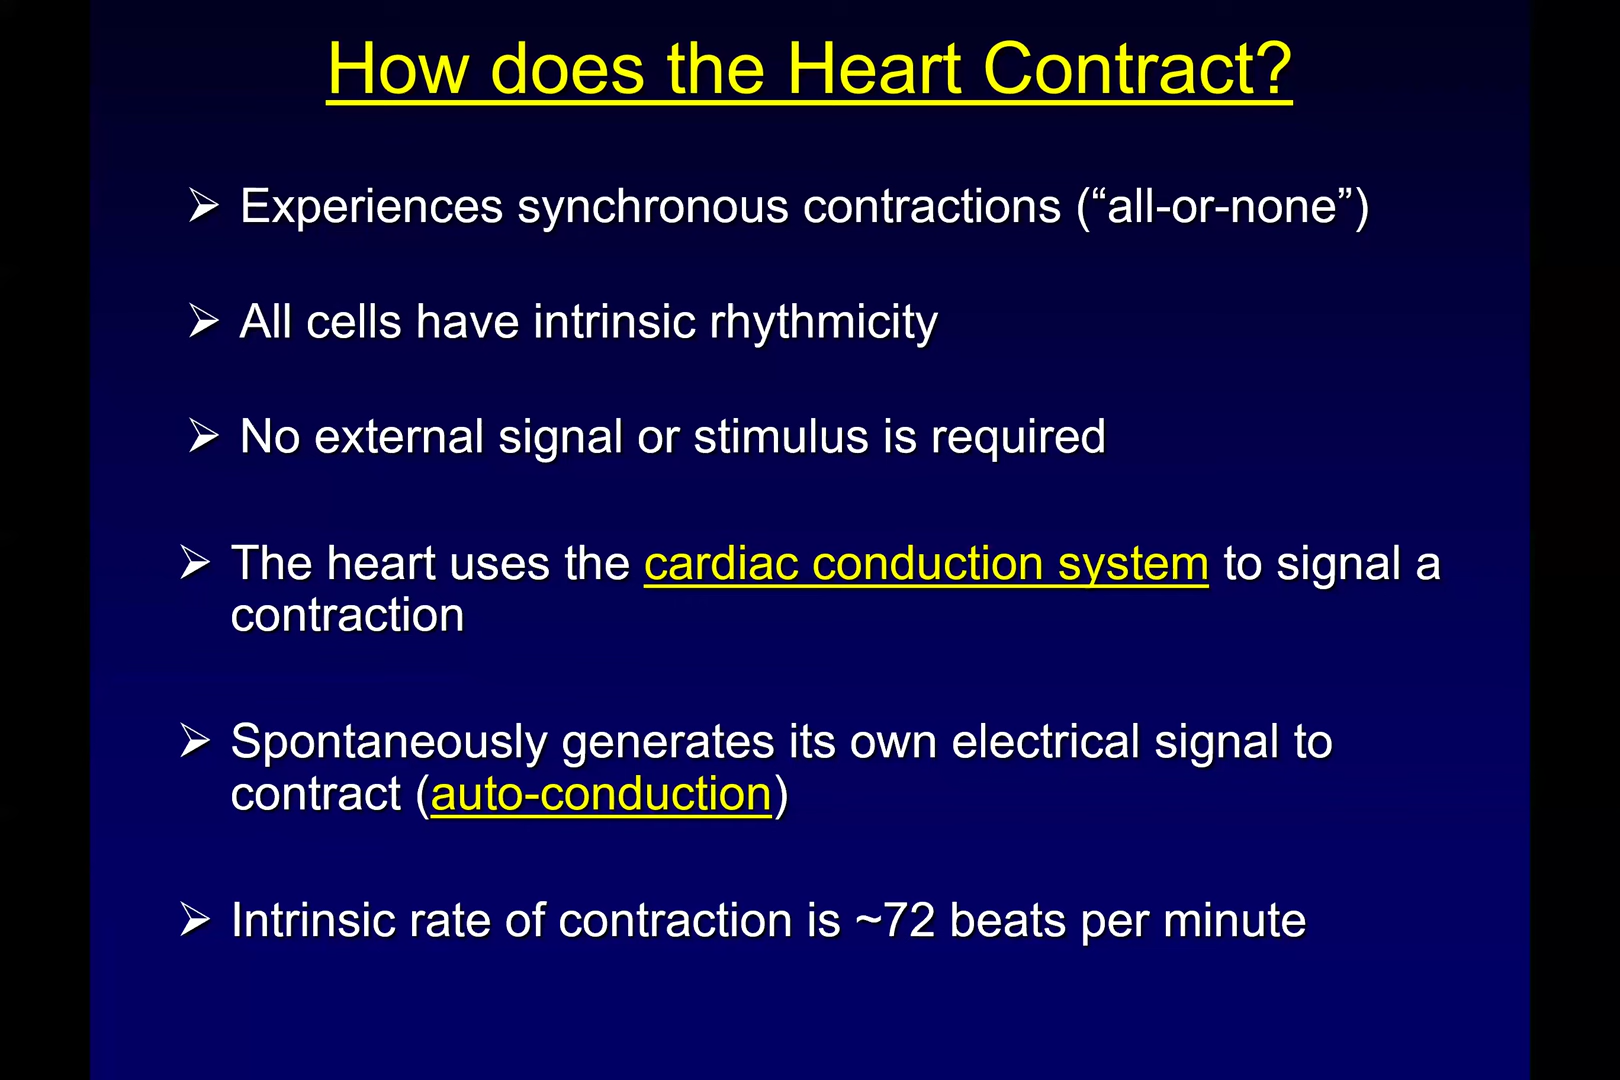 How does the Heart Contract?
➢ Experiences synchronous contractions (“all-or-none”)
➢ All cells have intrinsic rhythmicity
➢ No external signal or stimulus is required
➢ The heart uses the cardiac conduction system to signal a
contraction
➢ Spontaneously generates its own electrical signal to
contract (auto-conduction)
➢ Intrinsic rate of contraction is ~72 beats per minute